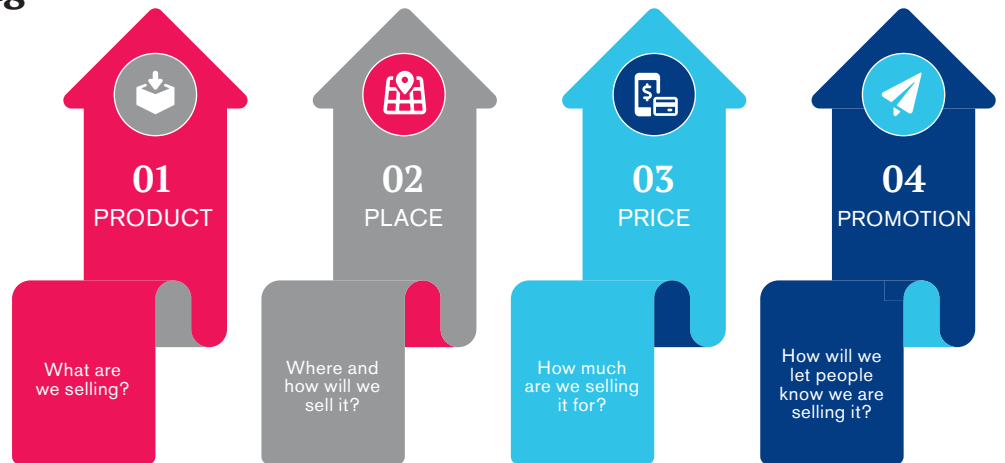 01
PRODUCT
What are
we selling?
02
PLACE
Where and
how will we
sell it?
03
PRICE
How much
are we selling
it for?
04
PROMOTION
How will we
let people
know we are
selling it?